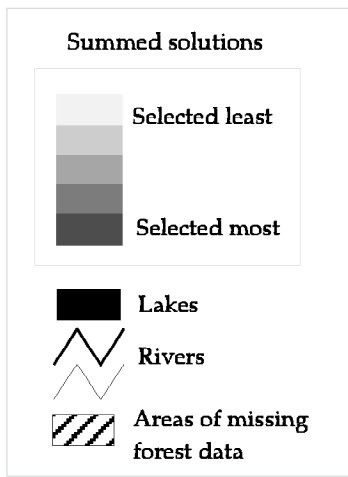 Summed solutions
Selected least
Selected most
Lakes
Rivers
Areas of missing
forest data